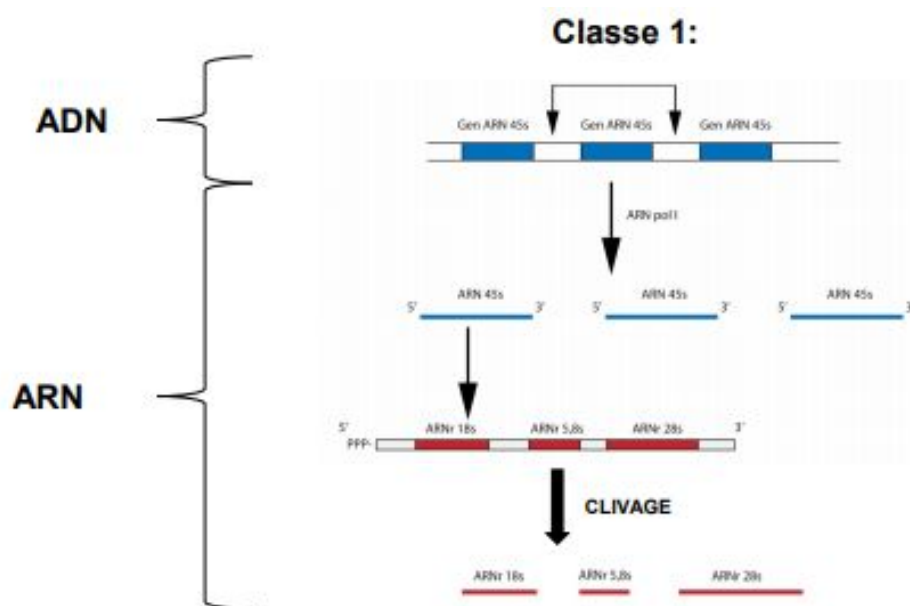 Classe 1:
ADN
Gen ARN 45s Gen ARN 45s Gen ARN 45s
ARN pol I
ARN 45s ARN 45s ARN 45s
5´ 3´ 5´ 3´ 5´ 3´
ARN
5´ ARNr 18s ARNr 5,8s ARNr 28s 3´
PPP-
CLIVAGE
ARNr 18s ARNr 5,8s ARNr 28s